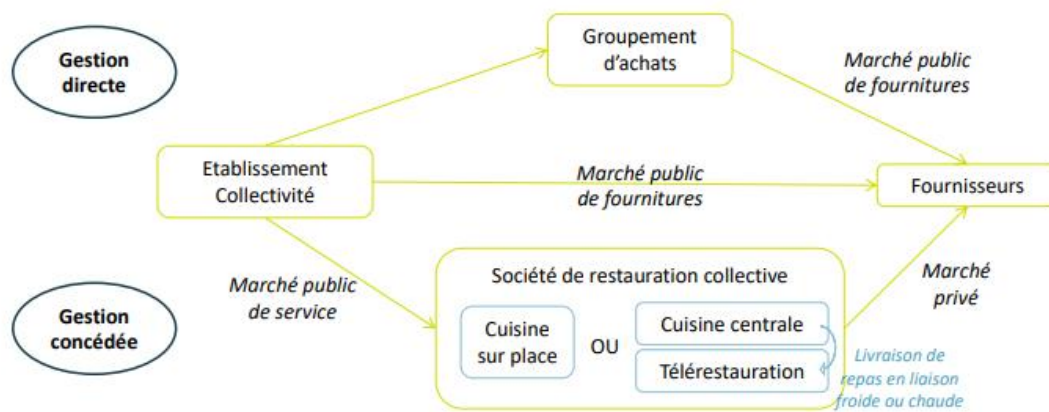 Gestion
directe
Groupement
d'achats
Marché public
de fournitures
Etablissement
Collectivité
Marché public
de fournitures
Fournisseurs
Marché public
de service
Société de restauration collective
Marché
privé
Gestion
concédée
Cuisine
sur place
OU
Cuisine centrale
Télérestauration
Livraison de
repas en liaison
froide ou chaude